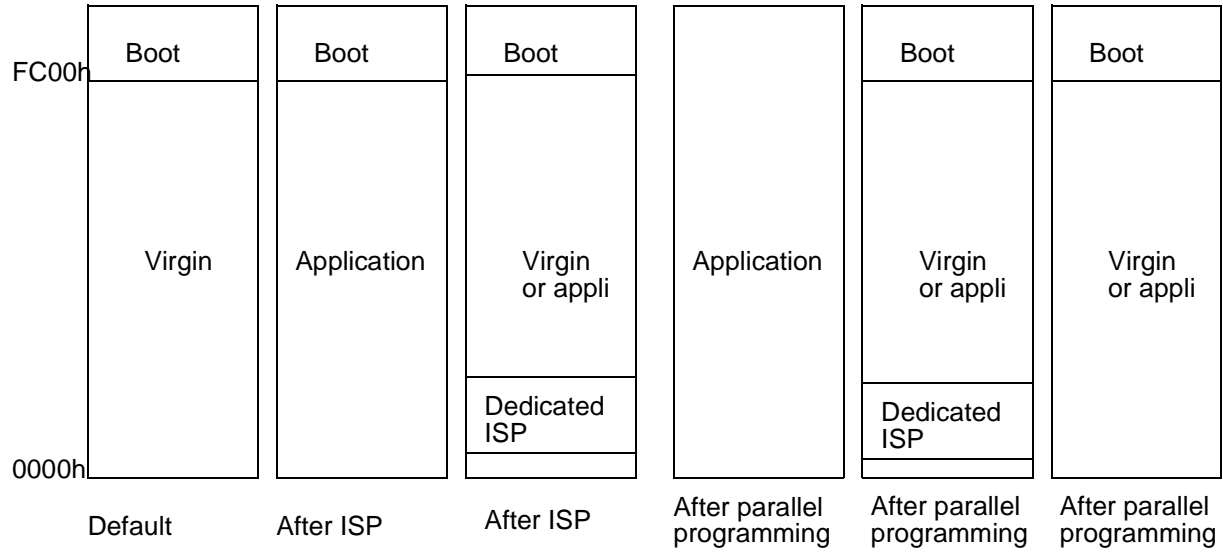 Boot
Boot
Boot
Boot
Boot
FC00h
Virgin
Application
Virgin
or appli
Application
Virgin
or appli
Virgin
or appli
Dedicated
ISP
Dedicated
ISP
0000h
Default
After ISP
After ISP
After parallel
programming
After parallel
programming
After parallel
programming